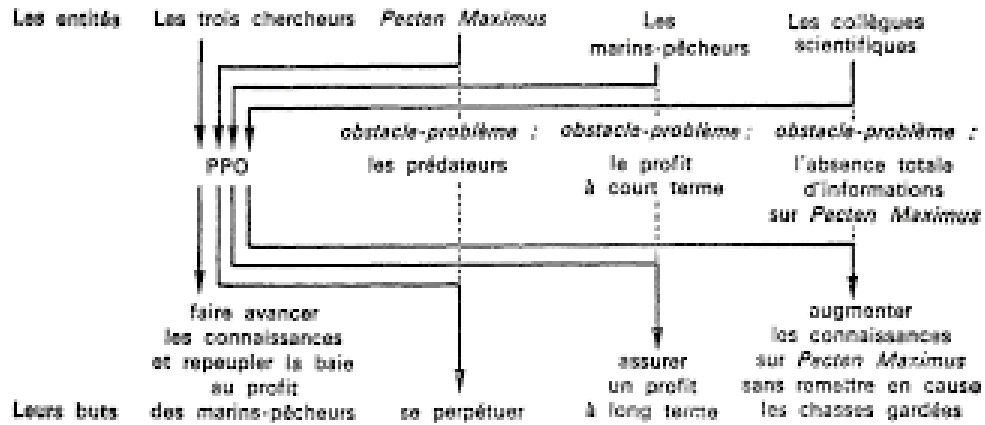 Les entités Les trois chercheurs Pecten Maximus Les marins-pêcheurs Les collègues scientifiques
obstacle-problème :
les prédateurs
obstacle-problème :
le profit
à court terme
obstacle-problème :
l'absence totale
d'informations
sur Pecten Maximus
PPO
Leurs buts
faire avancer
les connaissances
et repeupler la baie
au profit
des marins-pêcheurs
se perpétuer
assurer
un profit
à long terme
augmenter
les connaissances
sur Pecten Maximus
sans remettre en cause
les chasses gardées